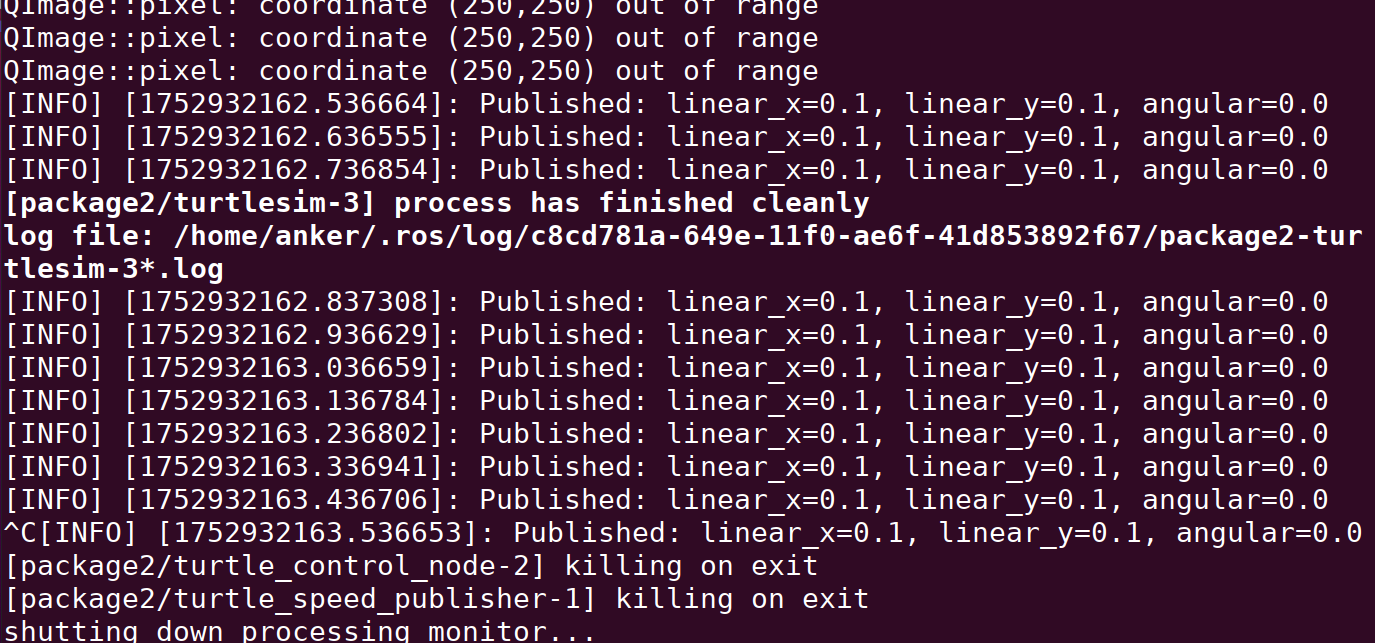 QImage::pixel: coordinate (250,250) out of range
QImage::pixel: coordinate (250,250) out of range
QImage::pixel: coordinate (250,250) out of range
[INFO] [1752932162.536664]: Published: linear_x=0.1, linear_y=0.1, angular=0.0
[INFO] [1752932162.636555]: Published: linear_x=0.1, linear_y=0.1, angular=0.0
[INFO] [1752932162.736854]: Published: linear_x=0.1, linear_y=0.1, angular=0.0
[package2/turtlesim-3] process has finished cleanly
log file: /home/anker/.ros/log/c8cd781a-649e-11f0-ae6f-41d853892f67/package2-tur
tlesim-3*.log
[INFO] [1752932162.837308]: Published: linear_x=0.1, linear_y=0.1, angular=0.0
[INFO] [1752932162.936629]: Published: linear_x=0.1, linear_y=0.1, angular=0.0
[INFO] [1752932163.036659]: Published: linear_x=0.1, linear_y=0.1, angular=0.0
[INFO] [1752932163.136784]: Published: linear_x=0.1, linear_y=0.1, angular=0.0
[INFO] [1752932163.236802]: Published: linear_x=0.1, linear_y=0.1, angular=0.0
[INFO] [1752932163.336941]: Published: linear_x=0.1, linear_y=0.1, angular=0.0
[INFO] [1752932163.436706]: Published: linear_x=0.1, linear_y=0.1, angular=0.0
^C[INFO] [1752932163.536653]: Published: linear_x=0.1, linear_y=0.1, angular=0.0
[package2/turtle_control_node-2] killing on exit
[package2/turtle_speed_publisher-1] killing on exit
shutting down processing monitor...